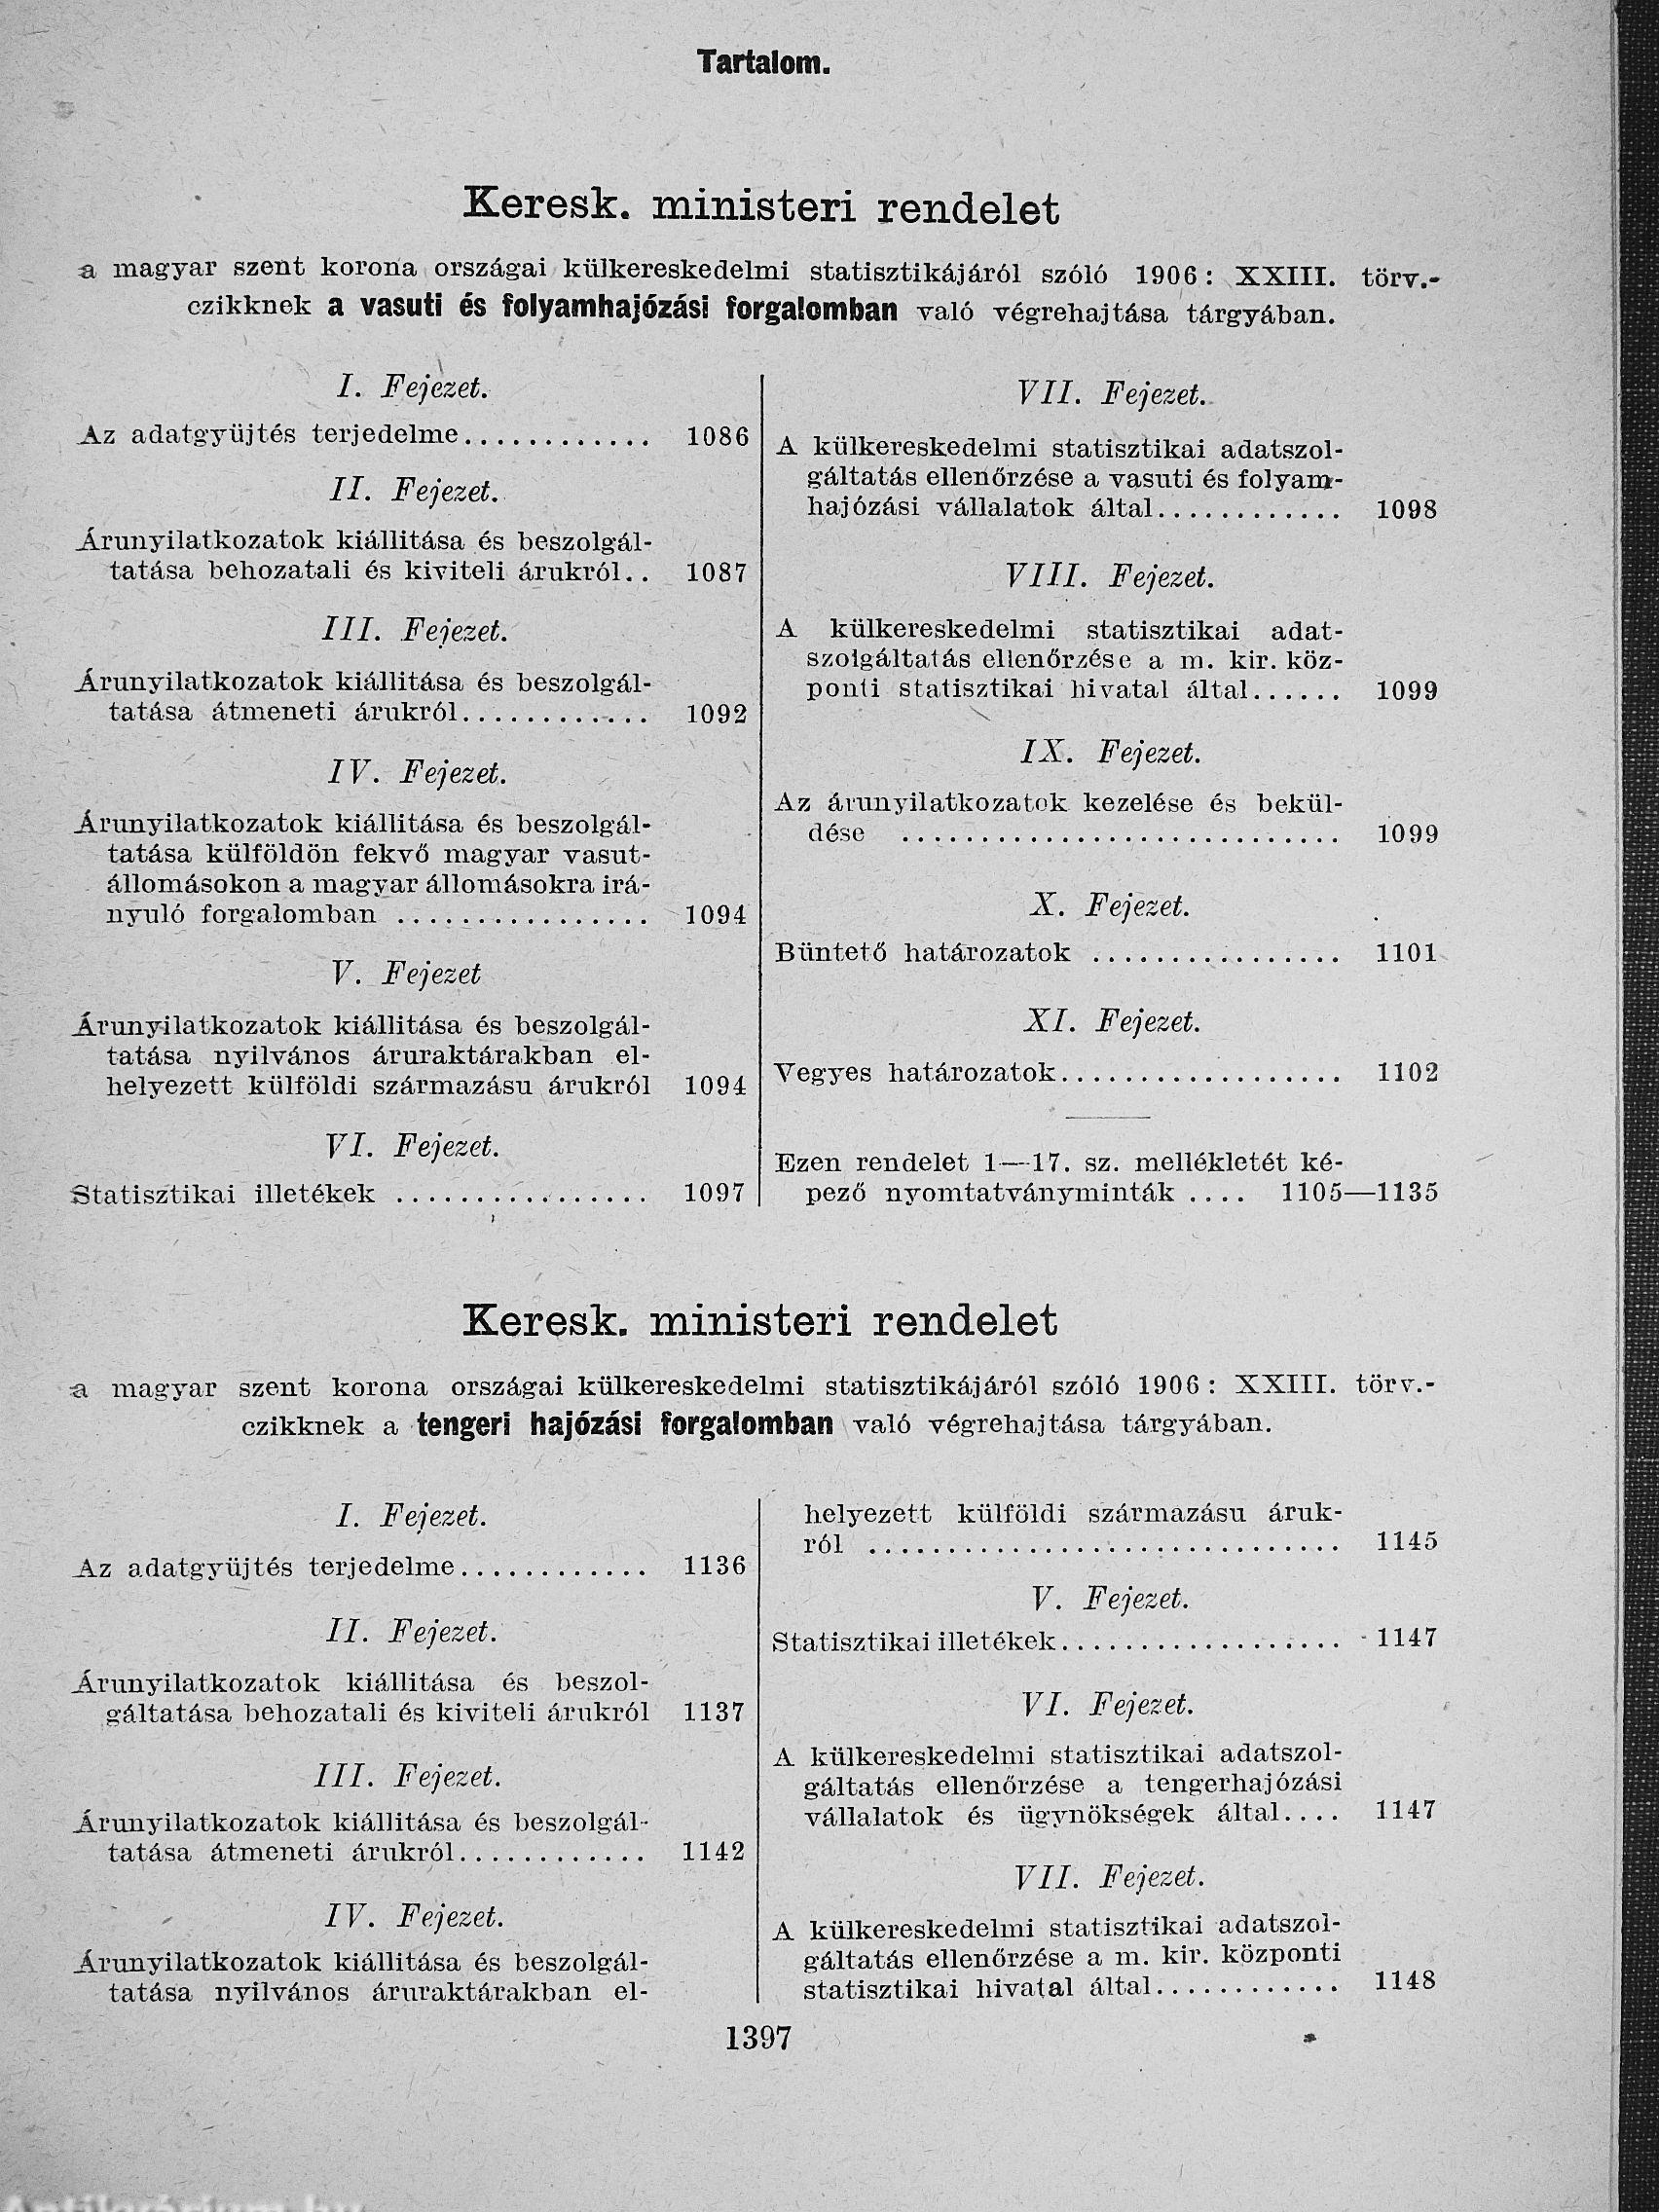 Tartalom.
Keresk. ministeri rendelet
a magyar szent korona országai külkereskedelmi statisztikájáról szóló 1906: XXIII. törv.-
czikknek a vasuti és folyamhajózási forgalomban való végrehajtása tárgyában.
I. Fejezet.
Az adatgyüjtés terjedelme............ 1086
II. Fejezet.
Árunyilatkozatok kiállitása és beszolgál-
tatása behozatali és kiviteli árukról.. 1087
III. Fejezet.
Árunyilatkozatok kiállitása és beszolgál-
tatása átmeneti árukról............ 1092
IV. Fejezet.
Árunyilatkozatok kiállitása és beszolgál-
tatása külföldön fekvő magyar vasut-
állomásokon a magyar állomásokra irá-
nyuló forgalomban ................ 1094
V. Fejezet
Árunyilatkozatok kiállitása és beszolgál-
tatása nyilvános áruraktárakban el-
helyezett külföldi származásu árukról 1094
VI. Fejezet.
Statisztikai illetékek ................ 1097
VII. Fejezet.
A külkereskedelmi statisztikai adatszol-
gáltatás ellenőrzése a vasuti és folyam-
hajózási vállalatok által............ 1098
VIII. Fejezet.
A külkereskedelmi statisztikai adat-
szolgáltatás ellenőrzése a m. kir. köz-
ponti statisztikai hivatal által...... 1099
IX. Fejezet.
Az árunyilatkozatok kezelése és bekül-
dése ............................ 1099
X. Fejezet.
Büntető határozatok ................ 1101
XI. Fejezet.
Vegyes határozatok.................. 1102
Ezen rendelet 1—17. sz. mellékletét ké-
pező nyomtatványminták .... 1105—1135
Keresk. ministeri rendelet
a magyar szent korona országai külkereskedelmi statisztikájáról szóló 1906: XXIII. törv.-
czikknek a tengeri hajózási forgalomban való végrehajtása tárgyában.
I. Fejezet.
Az adatgyüjtés terjedelme............ 1136
II. Fejezet.
Árunyilatkozatok kiállitása és beszol-
gáltatása behozatali és kiviteli árukról 1137
III. Fejezet.
Árunyilatkozatok kiállitása és beszolgál-
tatása átmeneti árukról............ 1142
IV. Fejezet.
Árunyilatkozatok kiállitása és beszolgál-
tatása nyilvános áruraktárakban el-
helyezett külföldi származásu áruk-
ról .............................. 1145
V. Fejezet.
Statisztikai illetékek.................. 1147
VI. Fejezet.
A külkereskedelmi statisztikai adatszol-
gáltatás ellenőrzése a tengerhajózási
vállalatok és ügynökségek által.... 1147
VII. Fejezet.
A külkereskedelmi statisztikai adatszol-
gáltatás ellenőrzése a m. kir. központi
statisztikai hivatal által............ 1148
1397